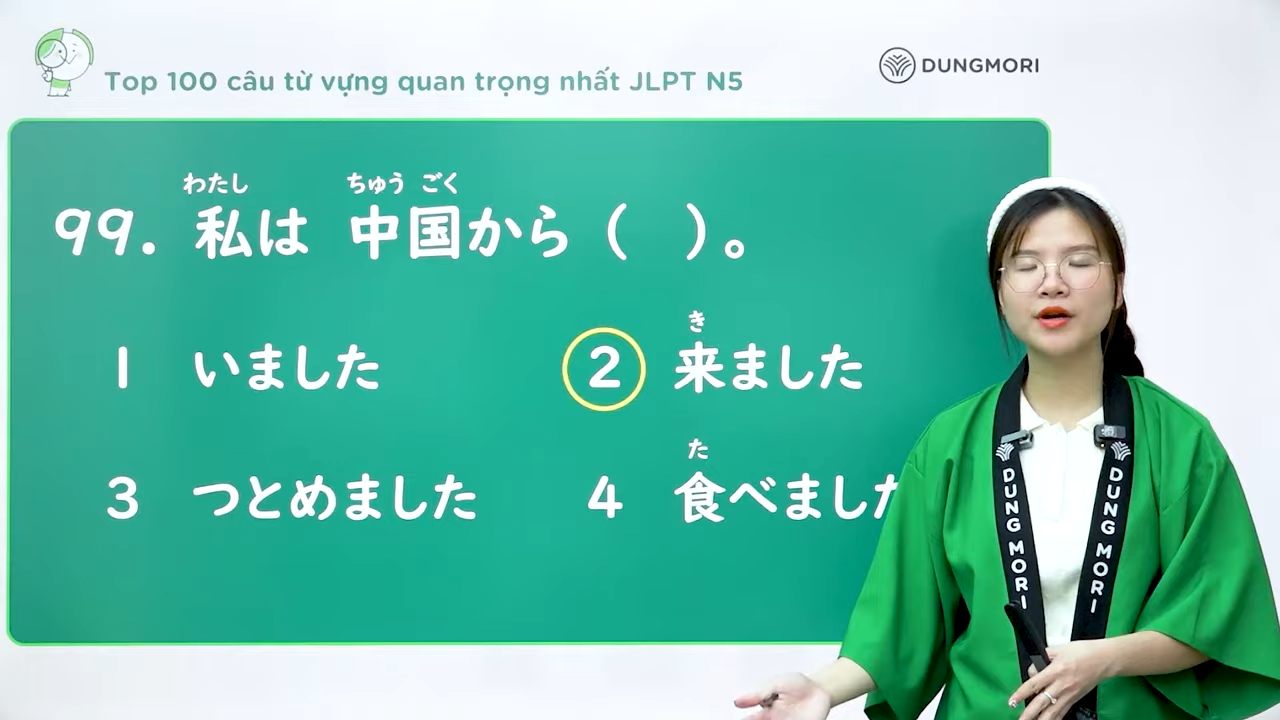 Top 100 câu từ vựng quan trọng nhất JLPT N5
DUNGMORI
わたし ちゅう ごく
99. 私は 中国から ( )。
1 いました
き
2 来ました
3 つとめました
た
4 食べました
DUNG MORI
DUNG MORI